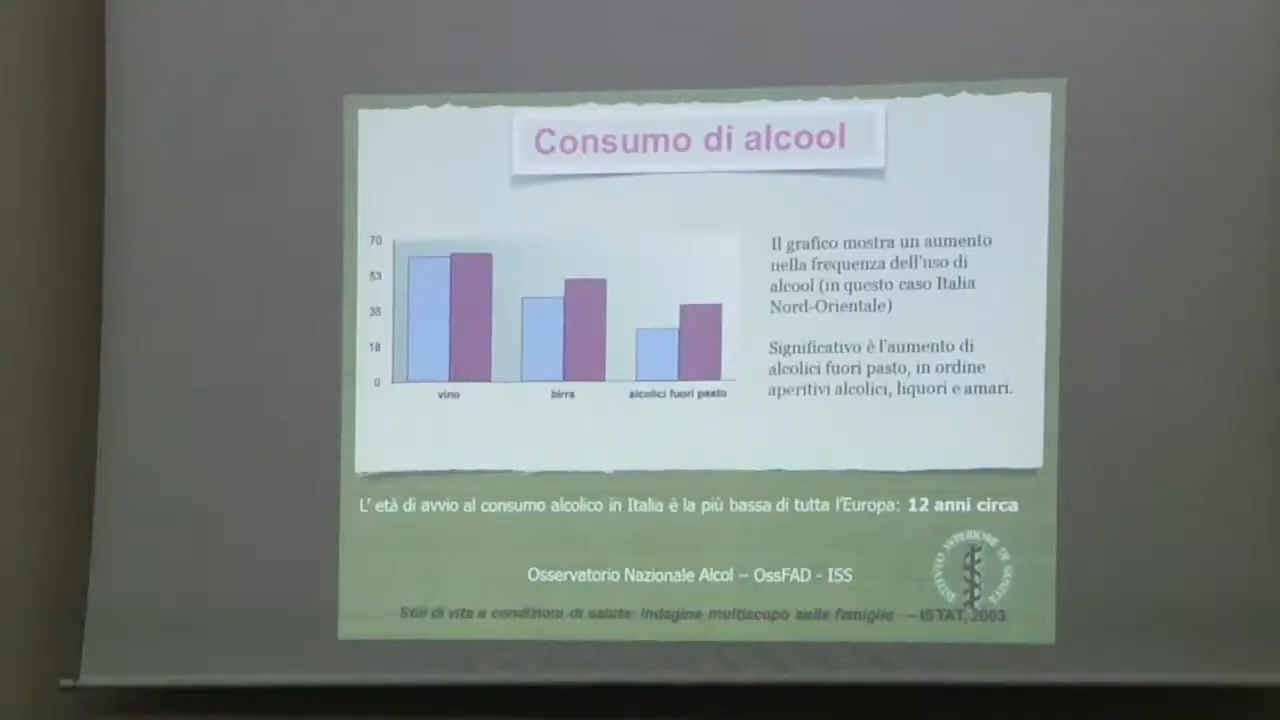 Consumo di alcool
70
53
35
18
0
vino
birra
alcolici fuori pasto
Il grafico mostra un aumento
nella frequenza dell'uso di
alcool (in questo caso Italia
Nord-Orientale)
Significativo è l'aumento di
alcolici fuori pasto, in ordine
aperitivi alcolici, liquori e amari.
L' età di avvio al consumo alcolico in Italia è la più bassa di tutta l'Europa: 12 anni circa
ISTITUTO SUPERIORE DI SANITÀ
Osservatorio Nazionale Alcol – OssFAD - ISS
Stili di vita e condizioni di salute: Indagine multiscopo sulle famiglie – ISTAT, 2003